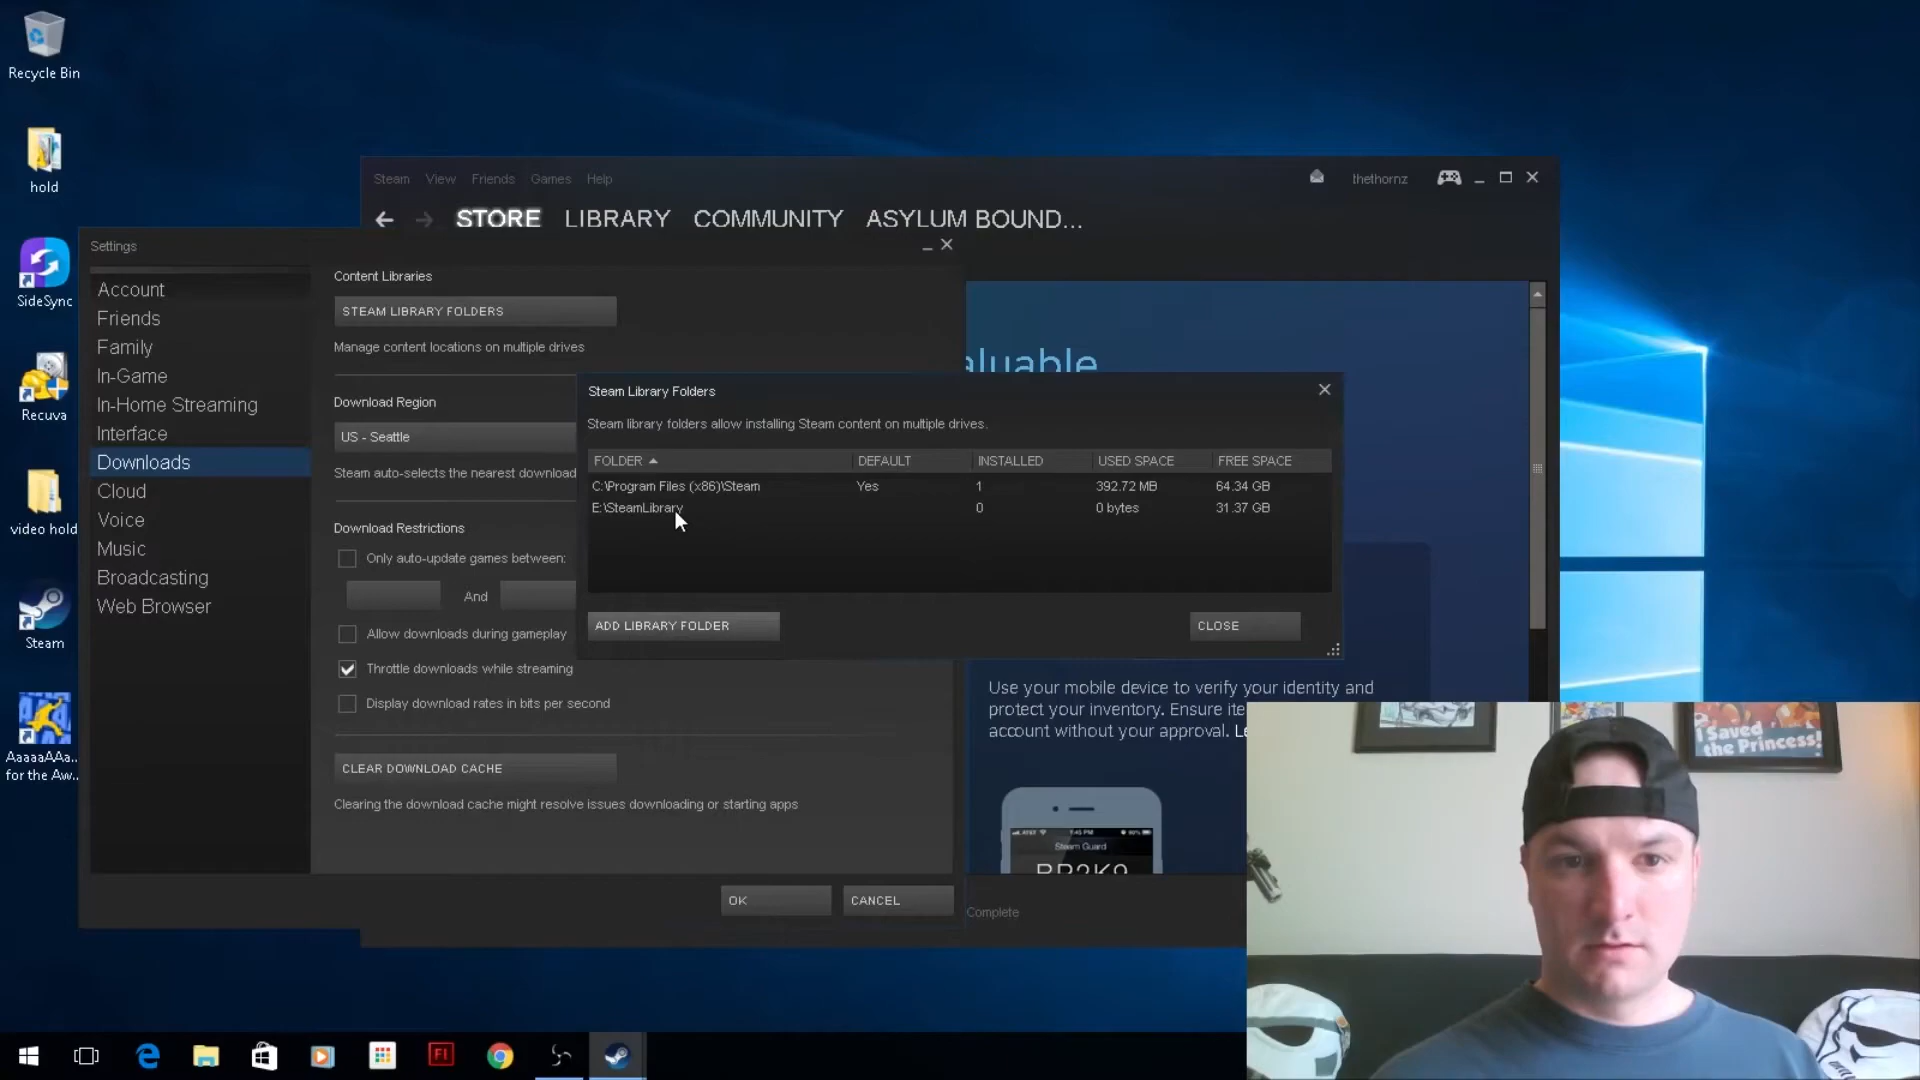 Recycle Bin
hold
SideSync
Recuva
video hold
Steam
AaaaaAAa...
for the Aw...
Steam View Friends Games Help
thethornz
STORE LIBRARY COMMUNITY ASYLUM BOUND...
Settings
Account
Friends
Family
In-Game
In-Home Streaming
Interface
Downloads
Cloud
Voice
Music
Broadcasting
Web Browser
Content Libraries
STEAM LIBRARY FOLDERS
Manage content locations on multiple drives
Download Region
US - Seattle
Steam auto-selects the nearest download
Download Restrictions
Only auto-update games between:
And
Allow downloads during gameplay
Throttle downloads while streaming
Display download rates in bits per second
CLEAR DOWNLOAD CACHE
Clearing the download cache might resolve issues downloading or starting apps
OK CANCEL
Steam Library Folders
Steam library folders allow installing Steam content on multiple drives.
FOLDER DEFAULT INSTALLED USED SPACE FREE SPACE
C:\Program Files (x86)\Steam Yes 1 392.72 MB 64.34 GB
E:\SteamLibrary 0 0 bytes 31.37 GB
ADD LIBRARY FOLDER CLOSE
Use your mobile device to verify your identity and
protect your inventory. Ensure
account without your approval.
AT&T 1:45 PM
Steam Guard
Complete
I Saved
the Princess!
FI